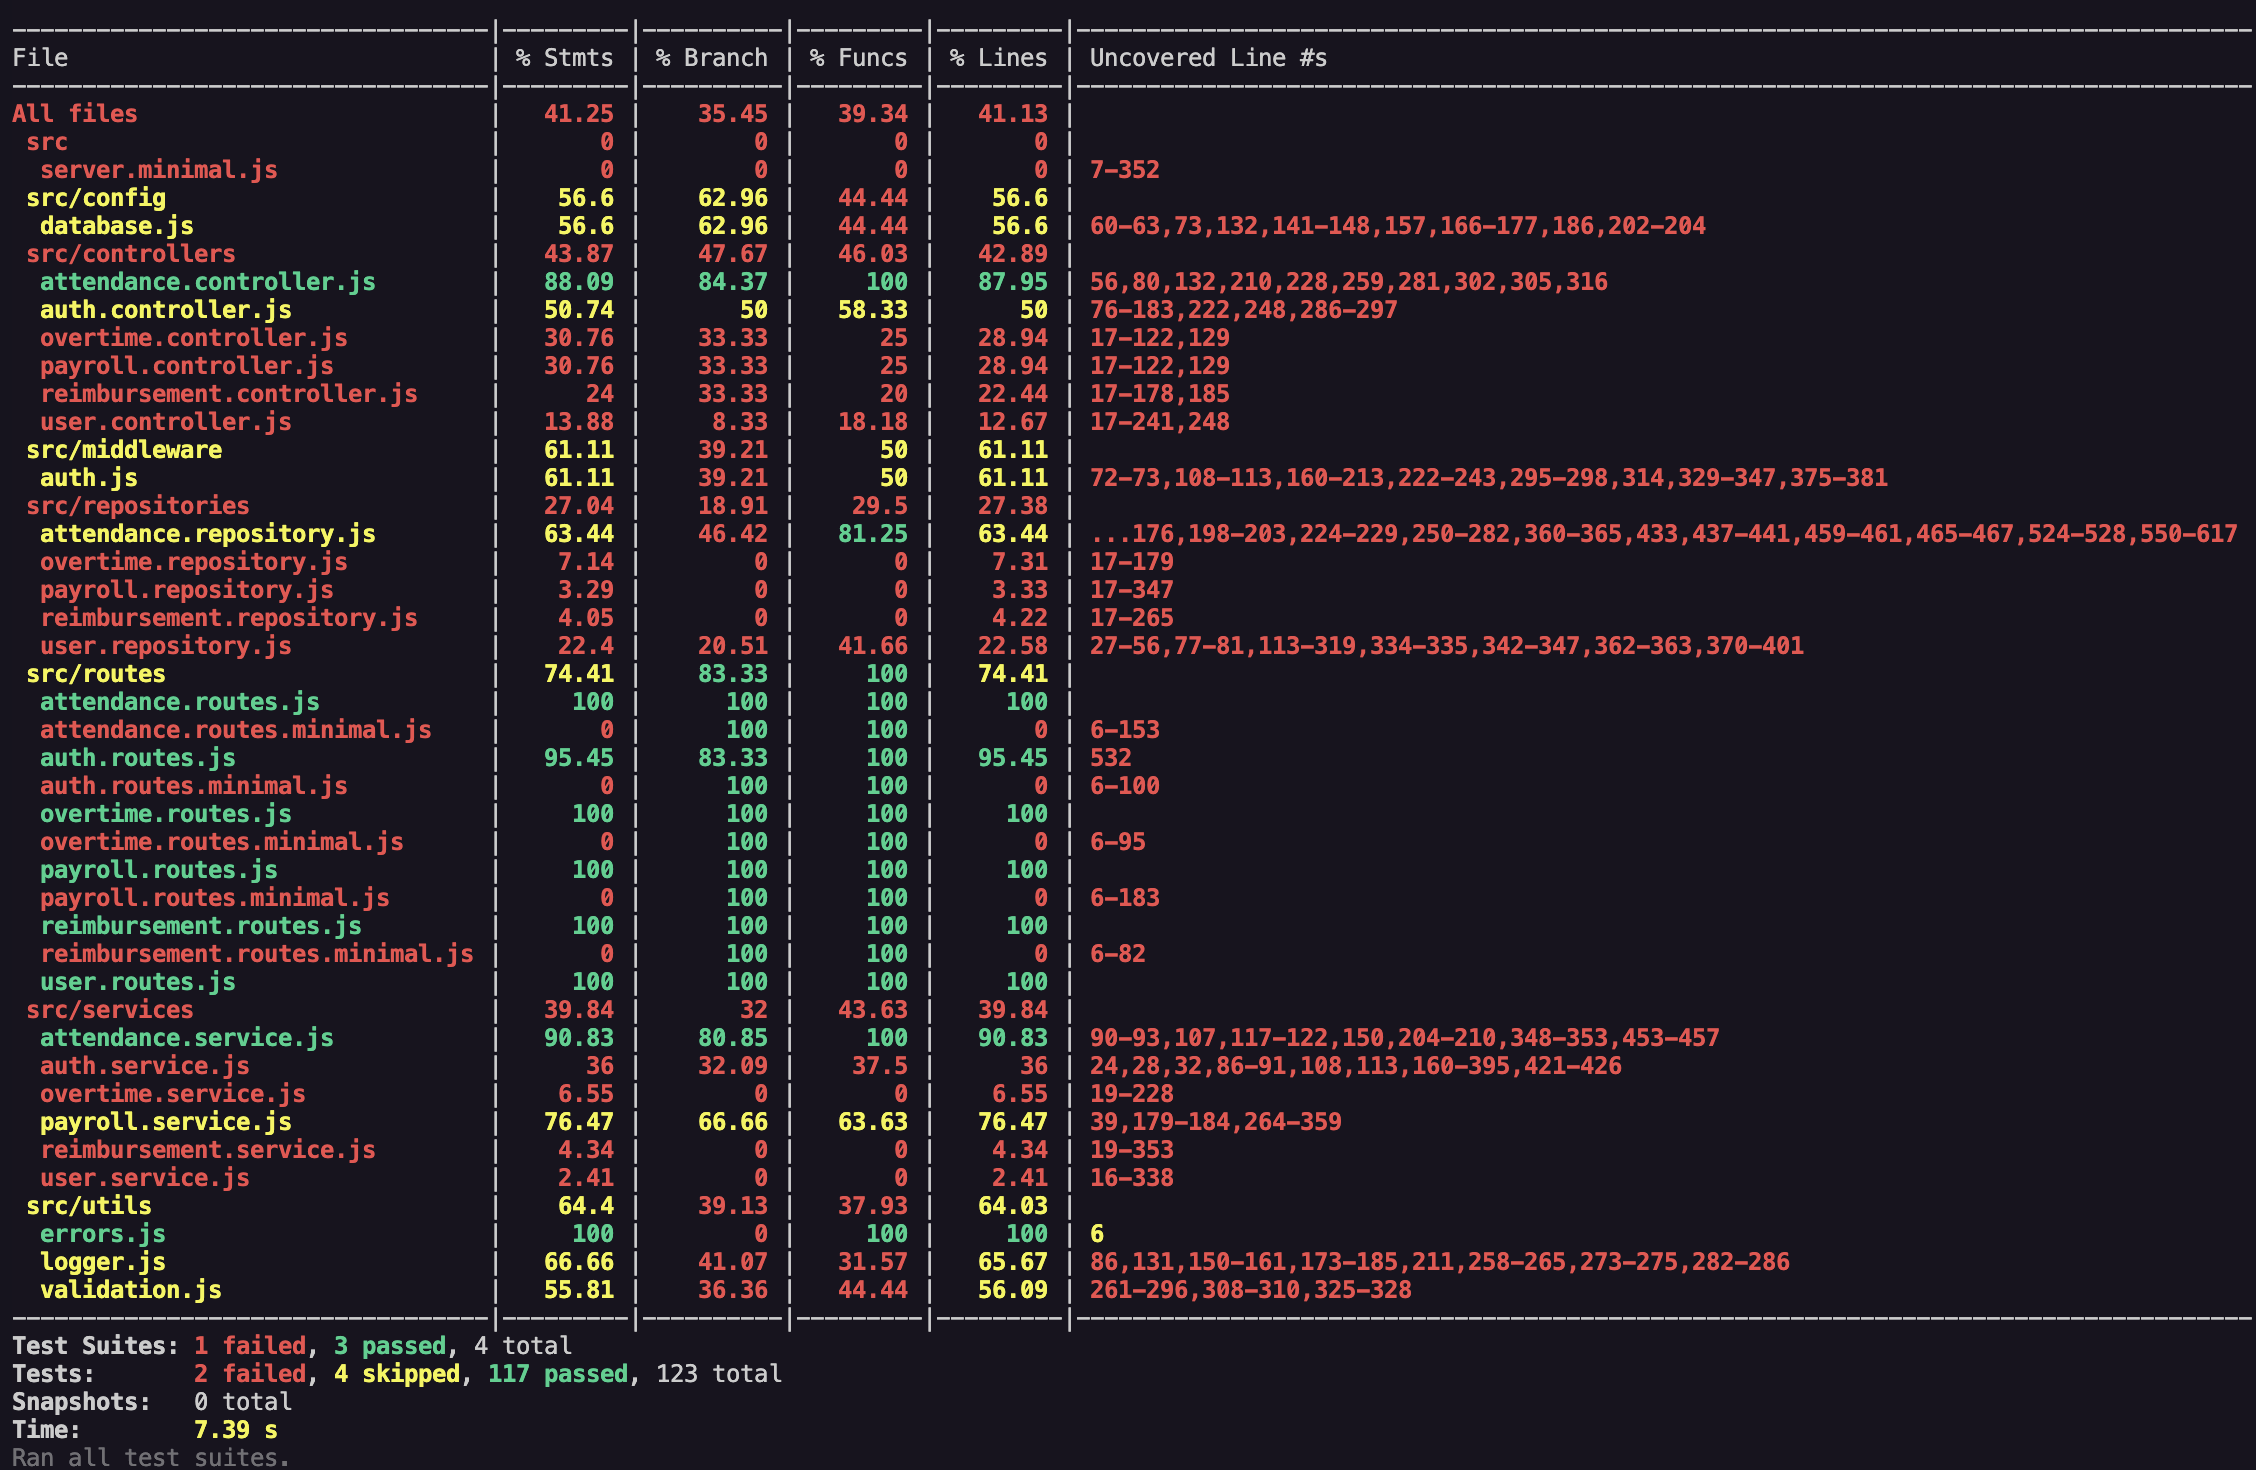 File | % Stmts | % Branch | % Funcs | % Lines | Uncovered Line #s
All files | 41.25 | 35.45 | 39.34 | 41.13 |
src | 0 | 0 | 0 | 0 |
server.minimal.js | 0 | 0 | 0 | 0 | 7-352
src/config | 56.6 | 62.96 | 44.44 | 56.6 |
database.js | 56.6 | 62.96 | 44.44 | 56.6 | 60-63,73,132,141-148,157,166-177,186,202-204
src/controllers | 43.87 | 47.67 | 46.03 | 42.89 |
attendance.controller.js | 88.09 | 84.37 | 100 | 87.95 | 56,80,132,210,228,259,281,302,305,316
auth.controller.js | 50.74 | 50 | 58.33 | 50 | 76-183,222,248,286-297
overtime.controller.js | 30.76 | 33.33 | 25 | 28.94 | 17-122,129
payroll.controller.js | 30.76 | 33.33 | 25 | 28.94 | 17-122,129
reimbursement.controller.js | 24 | 33.33 | 20 | 22.44 | 17-178,185
user.controller.js | 13.88 | 8.33 | 18.18 | 12.67 | 17-241,248
src/middleware | 61.11 | 39.21 | 50 | 61.11 |
auth.js | 61.11 | 39.21 | 50 | 61.11 | 72-73,108-113,160-213,222-243,295-298,314,329-347,375-381
src/repositories | 27.04 | 18.91 | 29.5 | 27.38 |
attendance.repository.js | 63.44 | 46.42 | 81.25 | 63.44 | ...176,198-203,224-229,250-282,360-365,433,437-441,459-461,465-467,524-528,550-617
overtime.repository.js | 7.14 | 0 | 0 | 7.31 | 17-179
payroll.repository.js | 3.29 | 0 | 0 | 3.33 | 17-347
reimbursement.repository.js | 4.05 | 0 | 0 | 4.22 | 17-265
user.repository.js | 22.4 | 20.51 | 41.66 | 22.58 | 27-56,77-81,113-319,334-335,342-347,362-363,370-401
src/routes | 74.41 | 83.33 | 100 | 74.41 |
attendance.routes.js | 100 | 100 | 100 | 100 |
attendance.routes.minimal.js | 0 | 100 | 100 | 0 | 6-153
auth.routes.js | 95.45 | 83.33 | 100 | 95.45 | 532
auth.routes.minimal.js | 0 | 100 | 100 | 0 | 6-100
overtime.routes.js | 100 | 100 | 100 | 100 |
overtime.routes.minimal.js | 0 | 100 | 100 | 0 | 6-95
payroll.routes.js | 100 | 100 | 100 | 100 |
payroll.routes.minimal.js | 0 | 100 | 100 | 0 | 6-183
reimbursement.routes.js | 100 | 100 | 100 | 100 |
reimbursement.routes.minimal.js | 0 | 100 | 100 | 0 | 6-82
user.routes.js | 100 | 100 | 100 | 100 |
src/services | 39.84 | 32 | 43.63 | 39.84 |
attendance.service.js | 90.83 | 80.85 | 100 | 90.83 | 90-93,107,117-122,150,204-210,348-353,453-457
auth.service.js | 36 | 32.09 | 37.5 | 36 | 24,28,32,86-91,108,113,160-395,421-426
overtime.service.js | 6.55 | 0 | 0 | 6.55 | 19-228
payroll.service.js | 76.47 | 66.66 | 63.63 | 76.47 | 39,179-184,264-359
reimbursement.service.js | 4.34 | 0 | 0 | 4.34 | 19-353
user.service.js | 2.41 | 0 | 0 | 2.41 | 16-338
src/utils | 64.4 | 39.13 | 37.93 | 64.03 |
errors.js | 100 | 0 | 100 | 100 | 6
logger.js | 66.66 | 41.07 | 31.57 | 65.67 | 86,131,150-161,173-185,211,258-265,273-275,282-286
validation.js | 55.81 | 36.36 | 44.44 | 56.09 | 261-296,308-310,325-328
Test Suites: 1 failed, 3 passed, 4 total
Tests: 2 failed, 4 skipped, 117 passed, 123 total
Snapshots: 0 total
Time: 7.39 s
Ran all test suites.